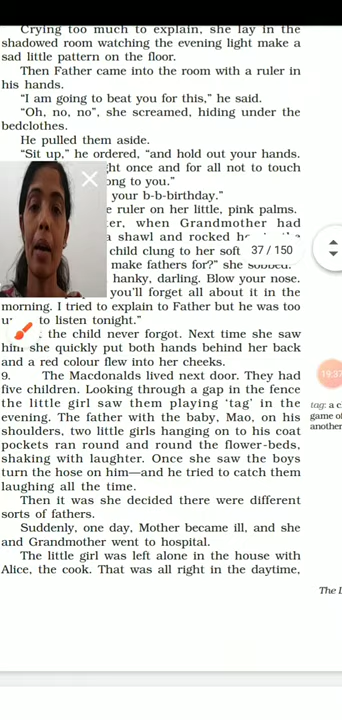 Crying too much to explain, she lay in the
shadowed room watching the evening light make a
sad little pattern on the floor.
Then Father came into the room with a ruler in
his hands.
“I am going to beat you for this,” he said.
“Oh, no, no”, she screamed, hiding under the
bedclothes.
He pulled them aside.
“Sit up,” he ordered, “and hold out your hands.
ght once and for all not to touch
ong to you.”
your b-b-birthday.”
e ruler on her little, pink palms.
ter, when Grandmother had
a shawl and rocked he
child clung to her soft
37 / 150
make fathers for?” she sobbed.
hanky, darling. Blow your nose.
you’ll forget all about it in the
morning. I tried to explain to Father but he was too
to listen tonight.”
the child never forgot. Next time she saw
him she quickly put both hands behind her back
and a red colour flew into her cheeks.
9. The Macdonalds lived next door. They had
five children. Looking through a gap in the fence
the little girl saw them playing ‘tag’ in the
evening. The father with the baby, Mao, on his
shoulders, two little girls hanging on to his coat
pockets ran round and round the flower-beds,
shaking with laughter. Once she saw the boys
turn the hose on him—and he tried to catch them
laughing all the time.
Then it was she decided there were different
sorts of fathers.
Suddenly, one day, Mother became ill, and she
and Grandmother went to hospital.
The little girl was left alone in the house with
Alice, the cook. That was all right in the daytime,
19:37
tag: a c
game of
another
The L